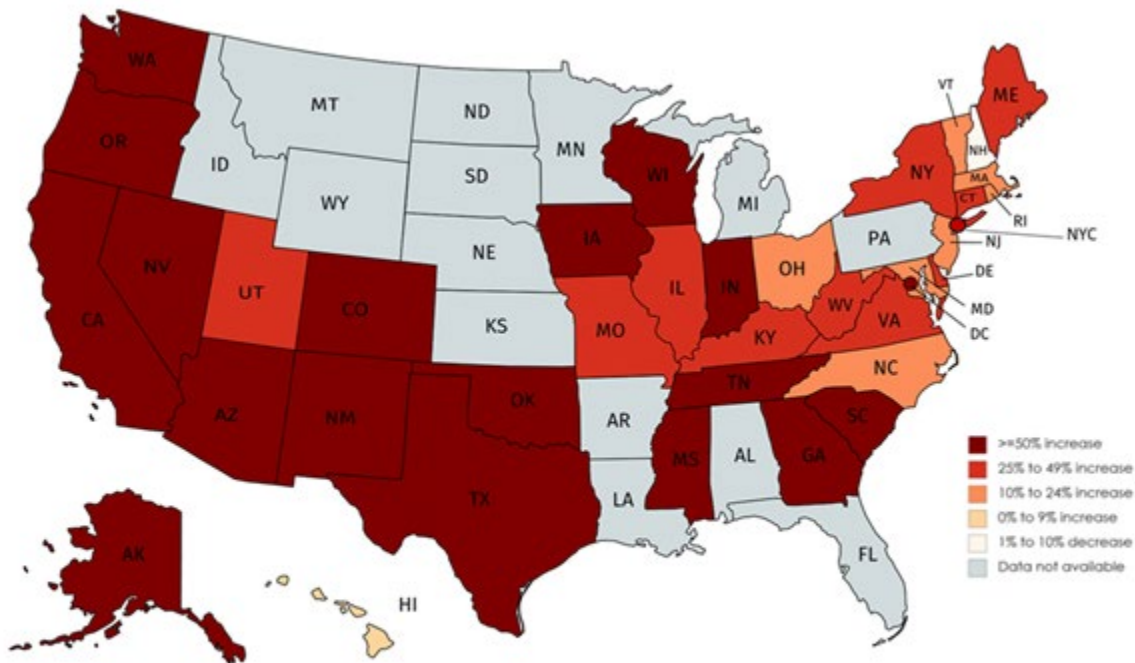 WA
MT
ND
MN
VT
ME
OR
ID
SD
WI
NY
NH
MA
WY
MI
CT
RI
NE
IA
PA
NYC
NJ
NV
UT
CO
IL
IN
OH
DE
CA
KS
MO
WV
VA
MD
KY
DC
AZ
NM
OK
TN
NC
AR
SC
MS
AL
GA
TX
LA
FL
AK
HI
>=50% increase
25% to 49% increase
10% to 24% increase
0% to 9% increase
1% to 10% decrease
Data not available